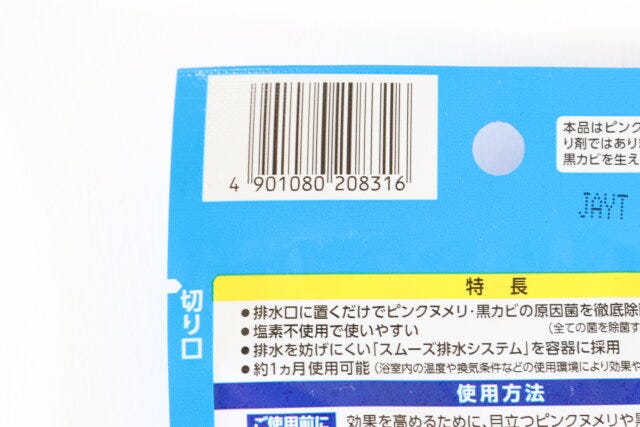 4 901080 208316
本品はピンク
り剤ではありま
黒カビを生え
JAYT
切り口
特長
●排水口に置くだけでピンクヌメリ・黒カビの原因菌を徹底除
●塩素不使用で使いやすい (全ての菌を除菌す
●排水を妨げにくい「スムーズ排水システム」を容器に採用
●約1ヵ月使用可能(浴室内の温度や換気条件などの使用環境により効果や
使用方法
ご使用前に 効果を高めるために、目立つピンクヌメリや